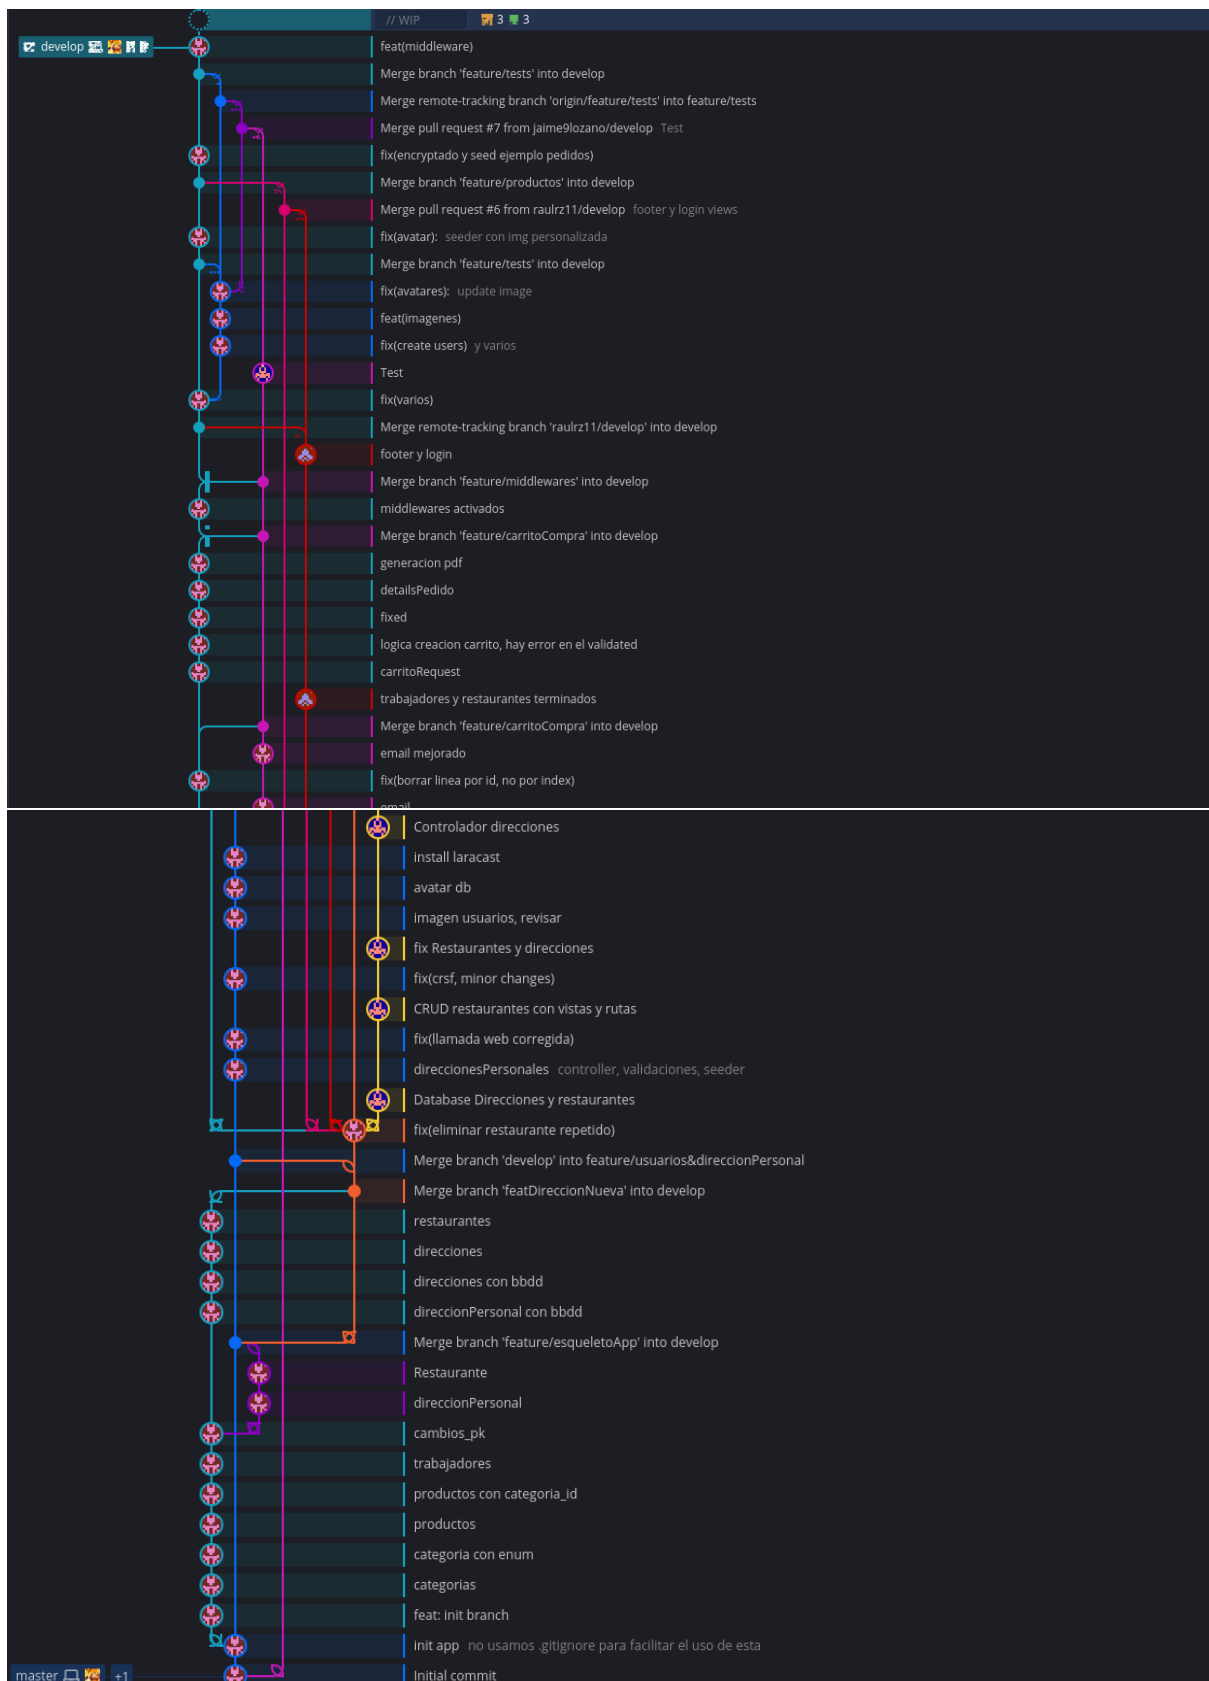 // WIP 3 3
develop feat(middleware)
Merge branch 'feature/tests' into develop
Merge remote-tracking branch 'origin/feature/tests' into feature/tests
Merge pull request #7 from jaime9lozano/develop Test
fix(encryptado y seed ejemplo pedidos)
Merge branch 'feature/productos' into develop
Merge pull request #6 from raulrz11/develop footer y login views
fix(avatar): seeder con img personalizada
Merge branch 'feature/tests' into develop
fix(avatares): update image
feat(imagenes)
fix(create users) y varios
Test
fix(varios)
Merge remote-tracking branch 'raulrz11/develop' into develop
footer y login
Merge branch 'feature/middlewares' into develop
middlewares activados
Merge branch 'feature/carritoCompra' into develop
generacion pdf
detailsPedido
fixed
logica creacion carrito, hay error en el validated
carritoRequest
trabajadores y restaurantes terminados
Merge branch 'feature/carritoCompra' into develop
email mejorado
fix(borrar linea por id, no por index)
email
Controlador direcciones
install laracast
avatar db
imagen usuarios, revisar
fix Restaurantes y direcciones
fix(crsf, minor changes)
CRUD restaurantes con vistas y rutas
fix(llamada web corregida)
direccionesPersonales controller, validaciones, seeder
Database Direcciones y restaurantes
fix(eliminar restaurante repetido)
Merge branch 'develop' into feature/usuarios&direccionPersonal
Merge branch 'featDireccionNueva' into develop
restaurantes
direcciones
direcciones con bbdd
direccionPersonal con bbdd
Merge branch 'feature/esqueletoApp' into develop
Restaurante
direccionPersonal
cambios_pk
trabajadores
productos con categoria_id
productos
categoria con enum
categorias
feat: init branch
init app no usamos .gitignore para facilitar el uso de esta
master +1 Initial commit